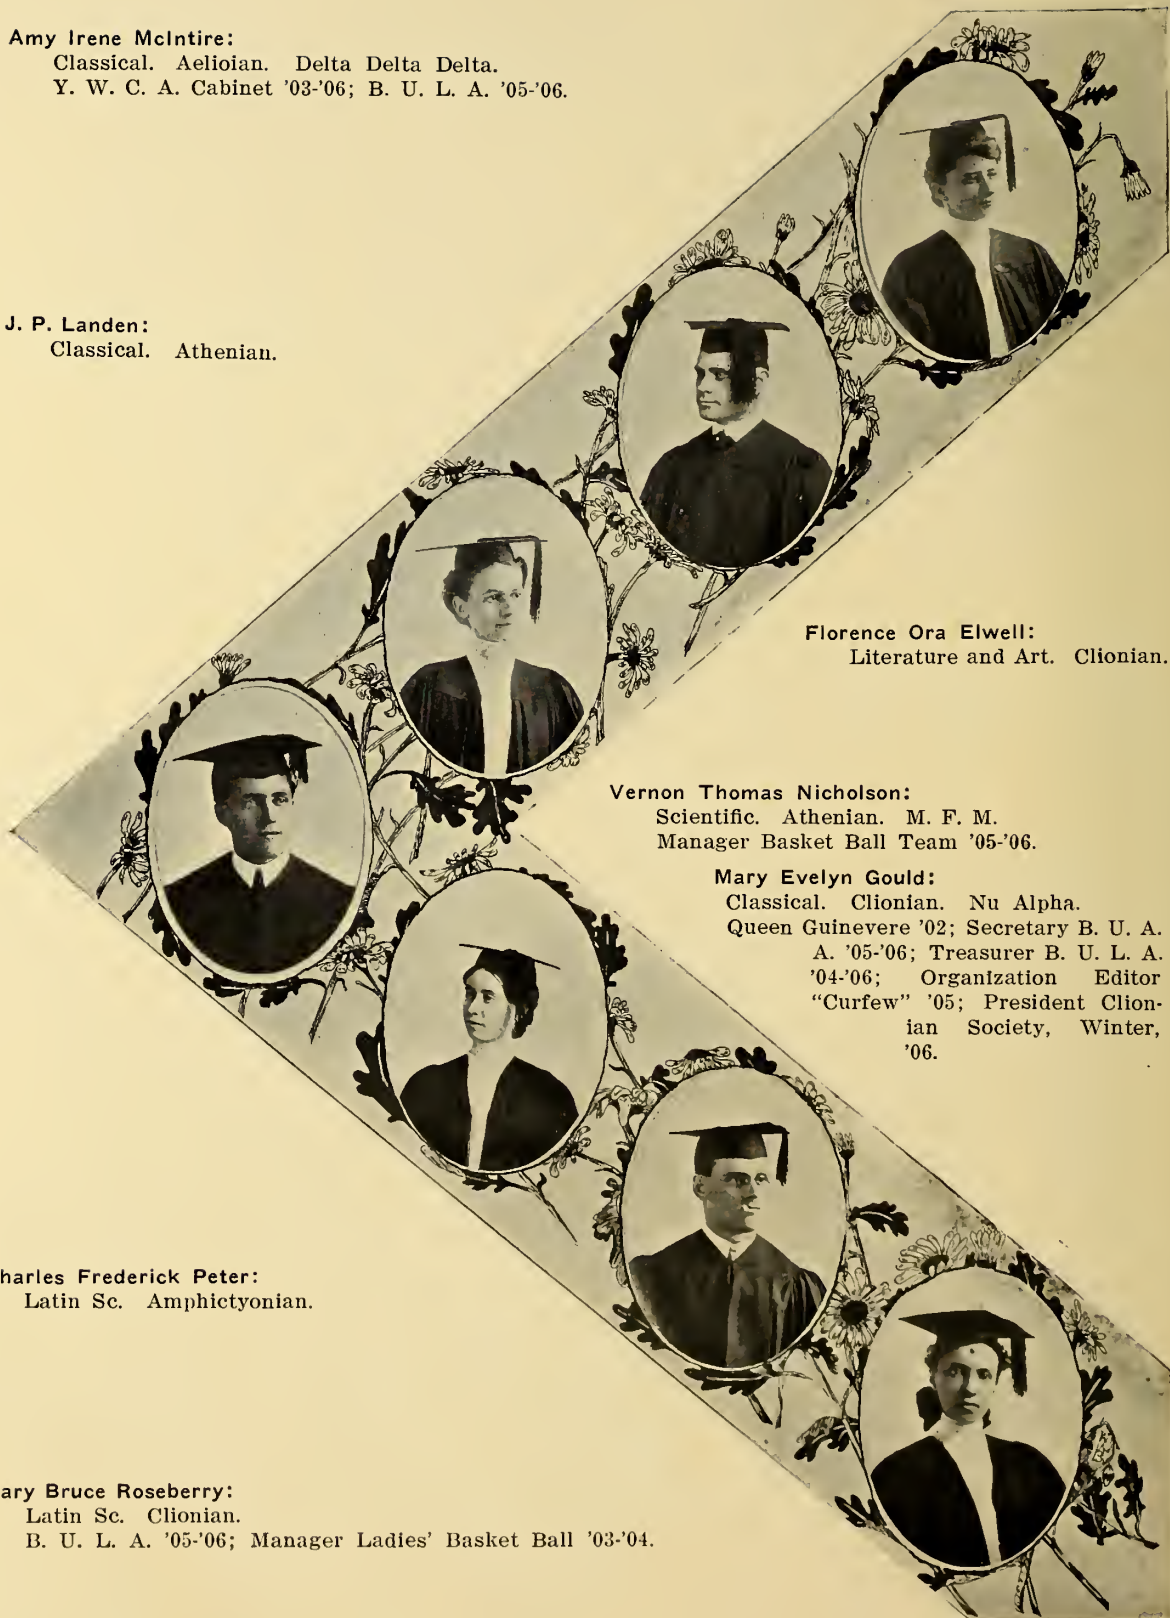 Amy Irene McIntire:
Classical. Aelioian. Delta Delta Delta.
Y. W. C. A. Cabinet '03-'06; B. U. L. A. '05-'06.
J. P. Landen:
Classical. Athenian.
Florence Ora Elwell:
Literature and Art. Clionian.
Vernon Thomas Nicholson:
Scientific. Athenian. M. F. M.
Manager Basket Ball Team '05-'06.
Mary Evelyn Gould:
Classical. Clionian. Nu Alpha.
Queen Guinevere '02; Secretary B. U. A.
A. '05-'06; Treasurer B. U. L. A.
'04-'06; Organization Editor
"Curfew" '05; President Clion-
ian Society, Winter,
'06.
harles Frederick Peter:
Latin Sc. Amphictyonian.
ary Bruce Roseberry:
Latin Sc. Clionian.
B. U. L. A. '05-'06; Manager Ladies' Basket Ball '03-'04.